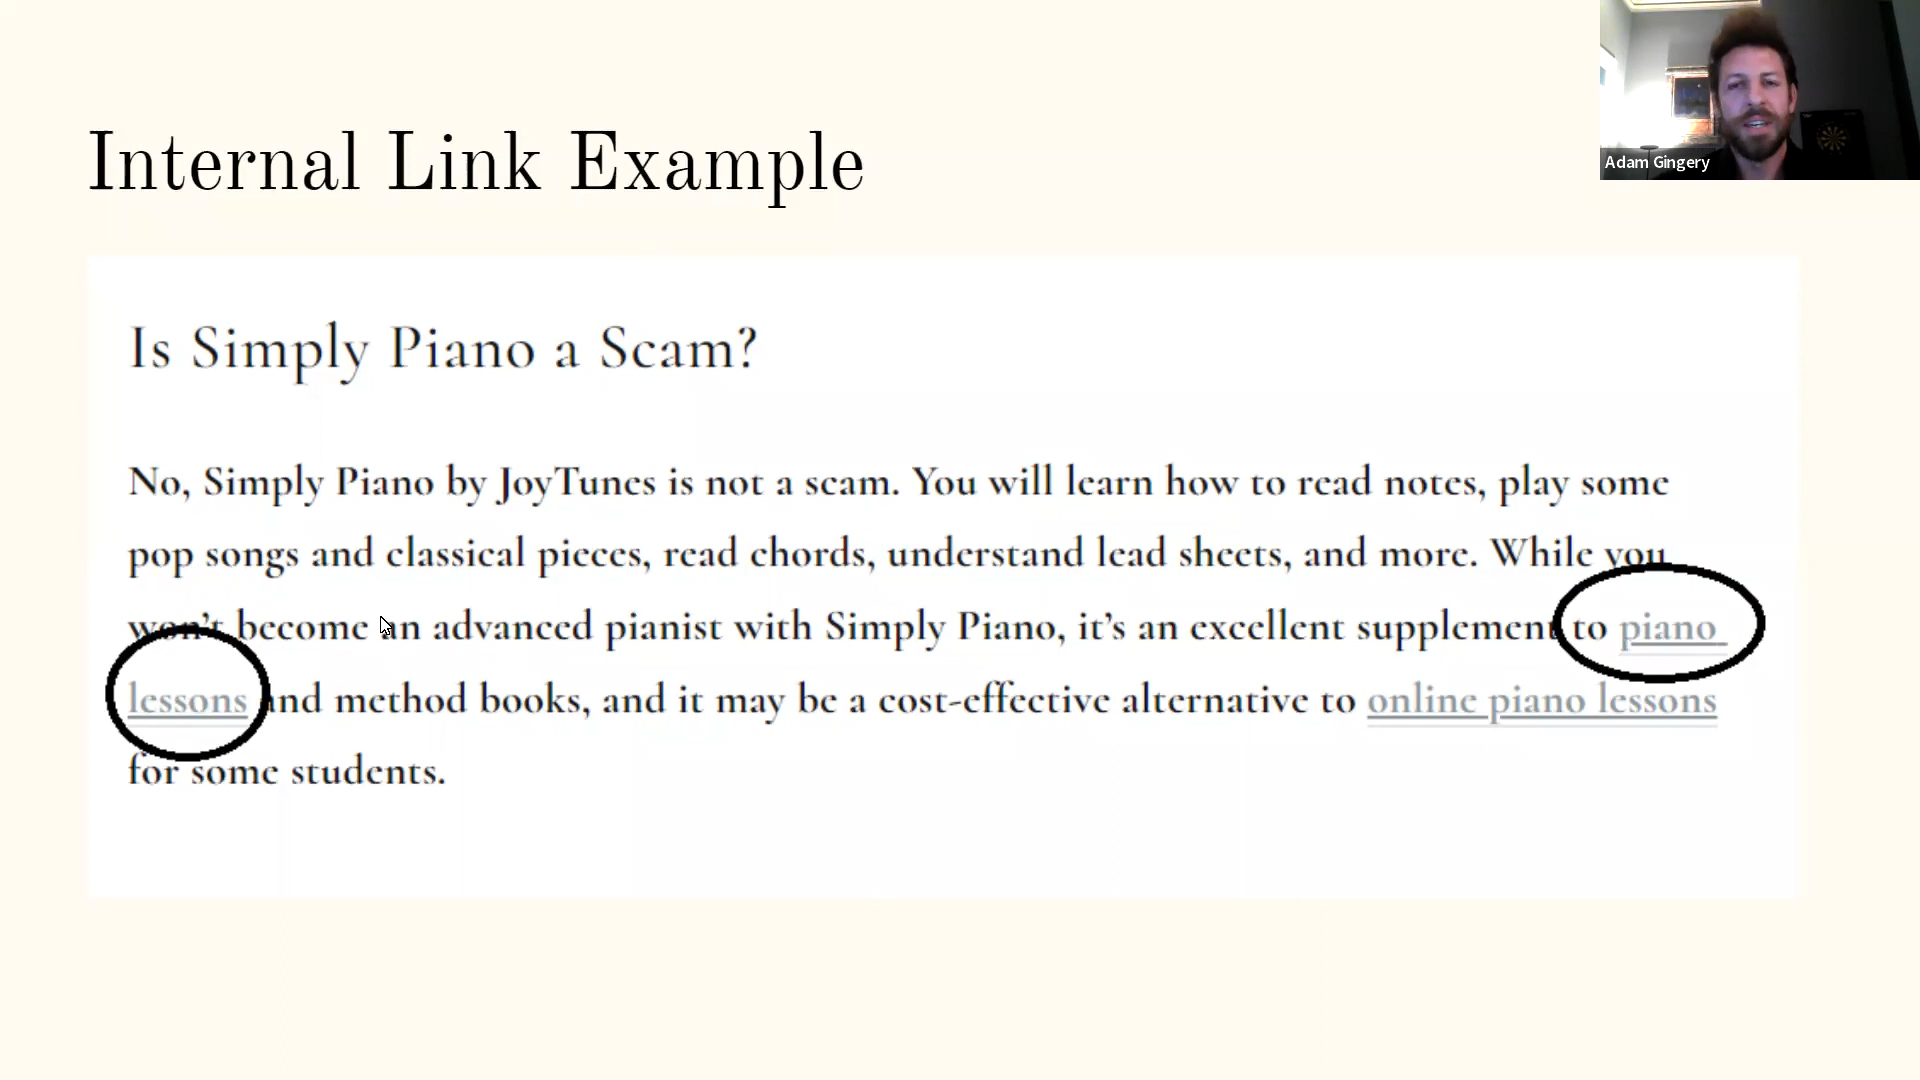 Internal Link Example
Adam Gingery
Is Simply Piano a Scam?
No, Simply Piano by JoyTunes is not a scam. You will learn how to read notes, play some
pop songs and classical pieces, read chords, understand lead sheets, and more. While you
won't become an advanced pianist with Simply Piano, it's an excellent supplement to piano
lessons and method books, and it may be a cost-effective alternative to online piano lessons
for some students.